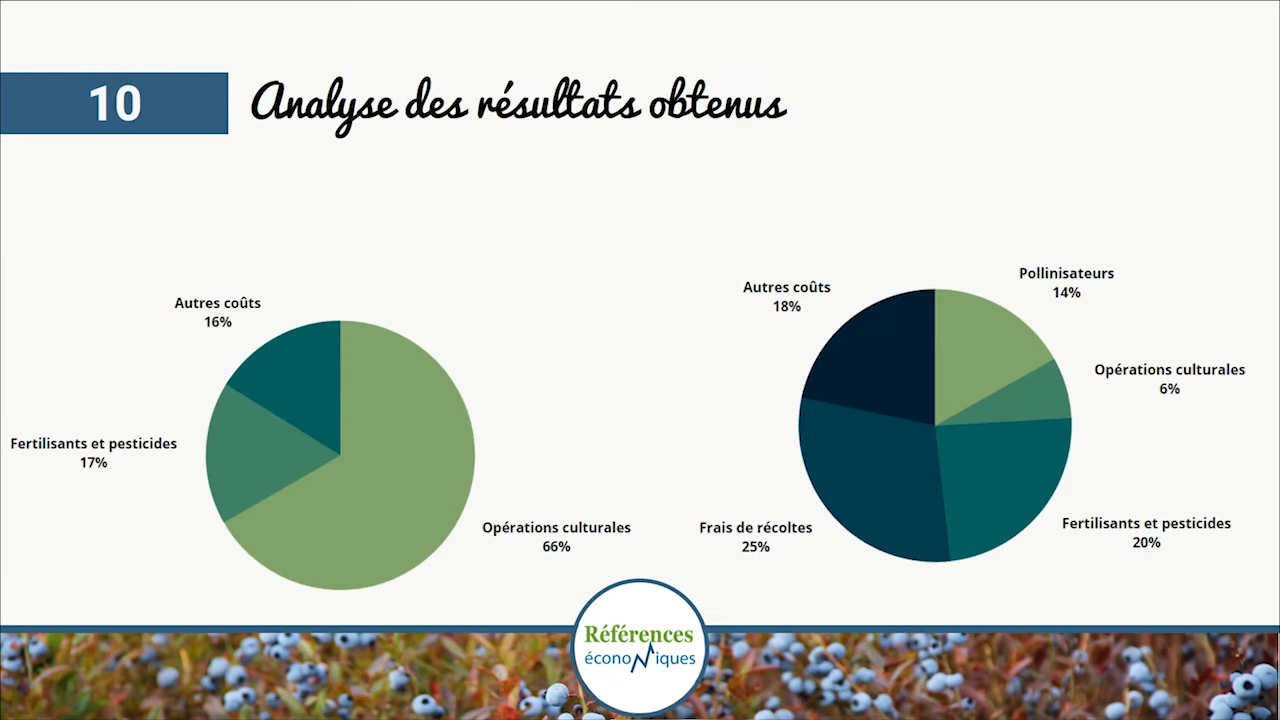 10
Analyse des résultats obtenus
Autres coûts
16%
Fertilisants et pesticides
17%
Opérations culturales
66%
Autres coûts
18%
Pollinisateurs
14%
Opérations culturales
6%
Frais de récoltes
25%
Fertilisants et pesticides
20%
Références
économiques